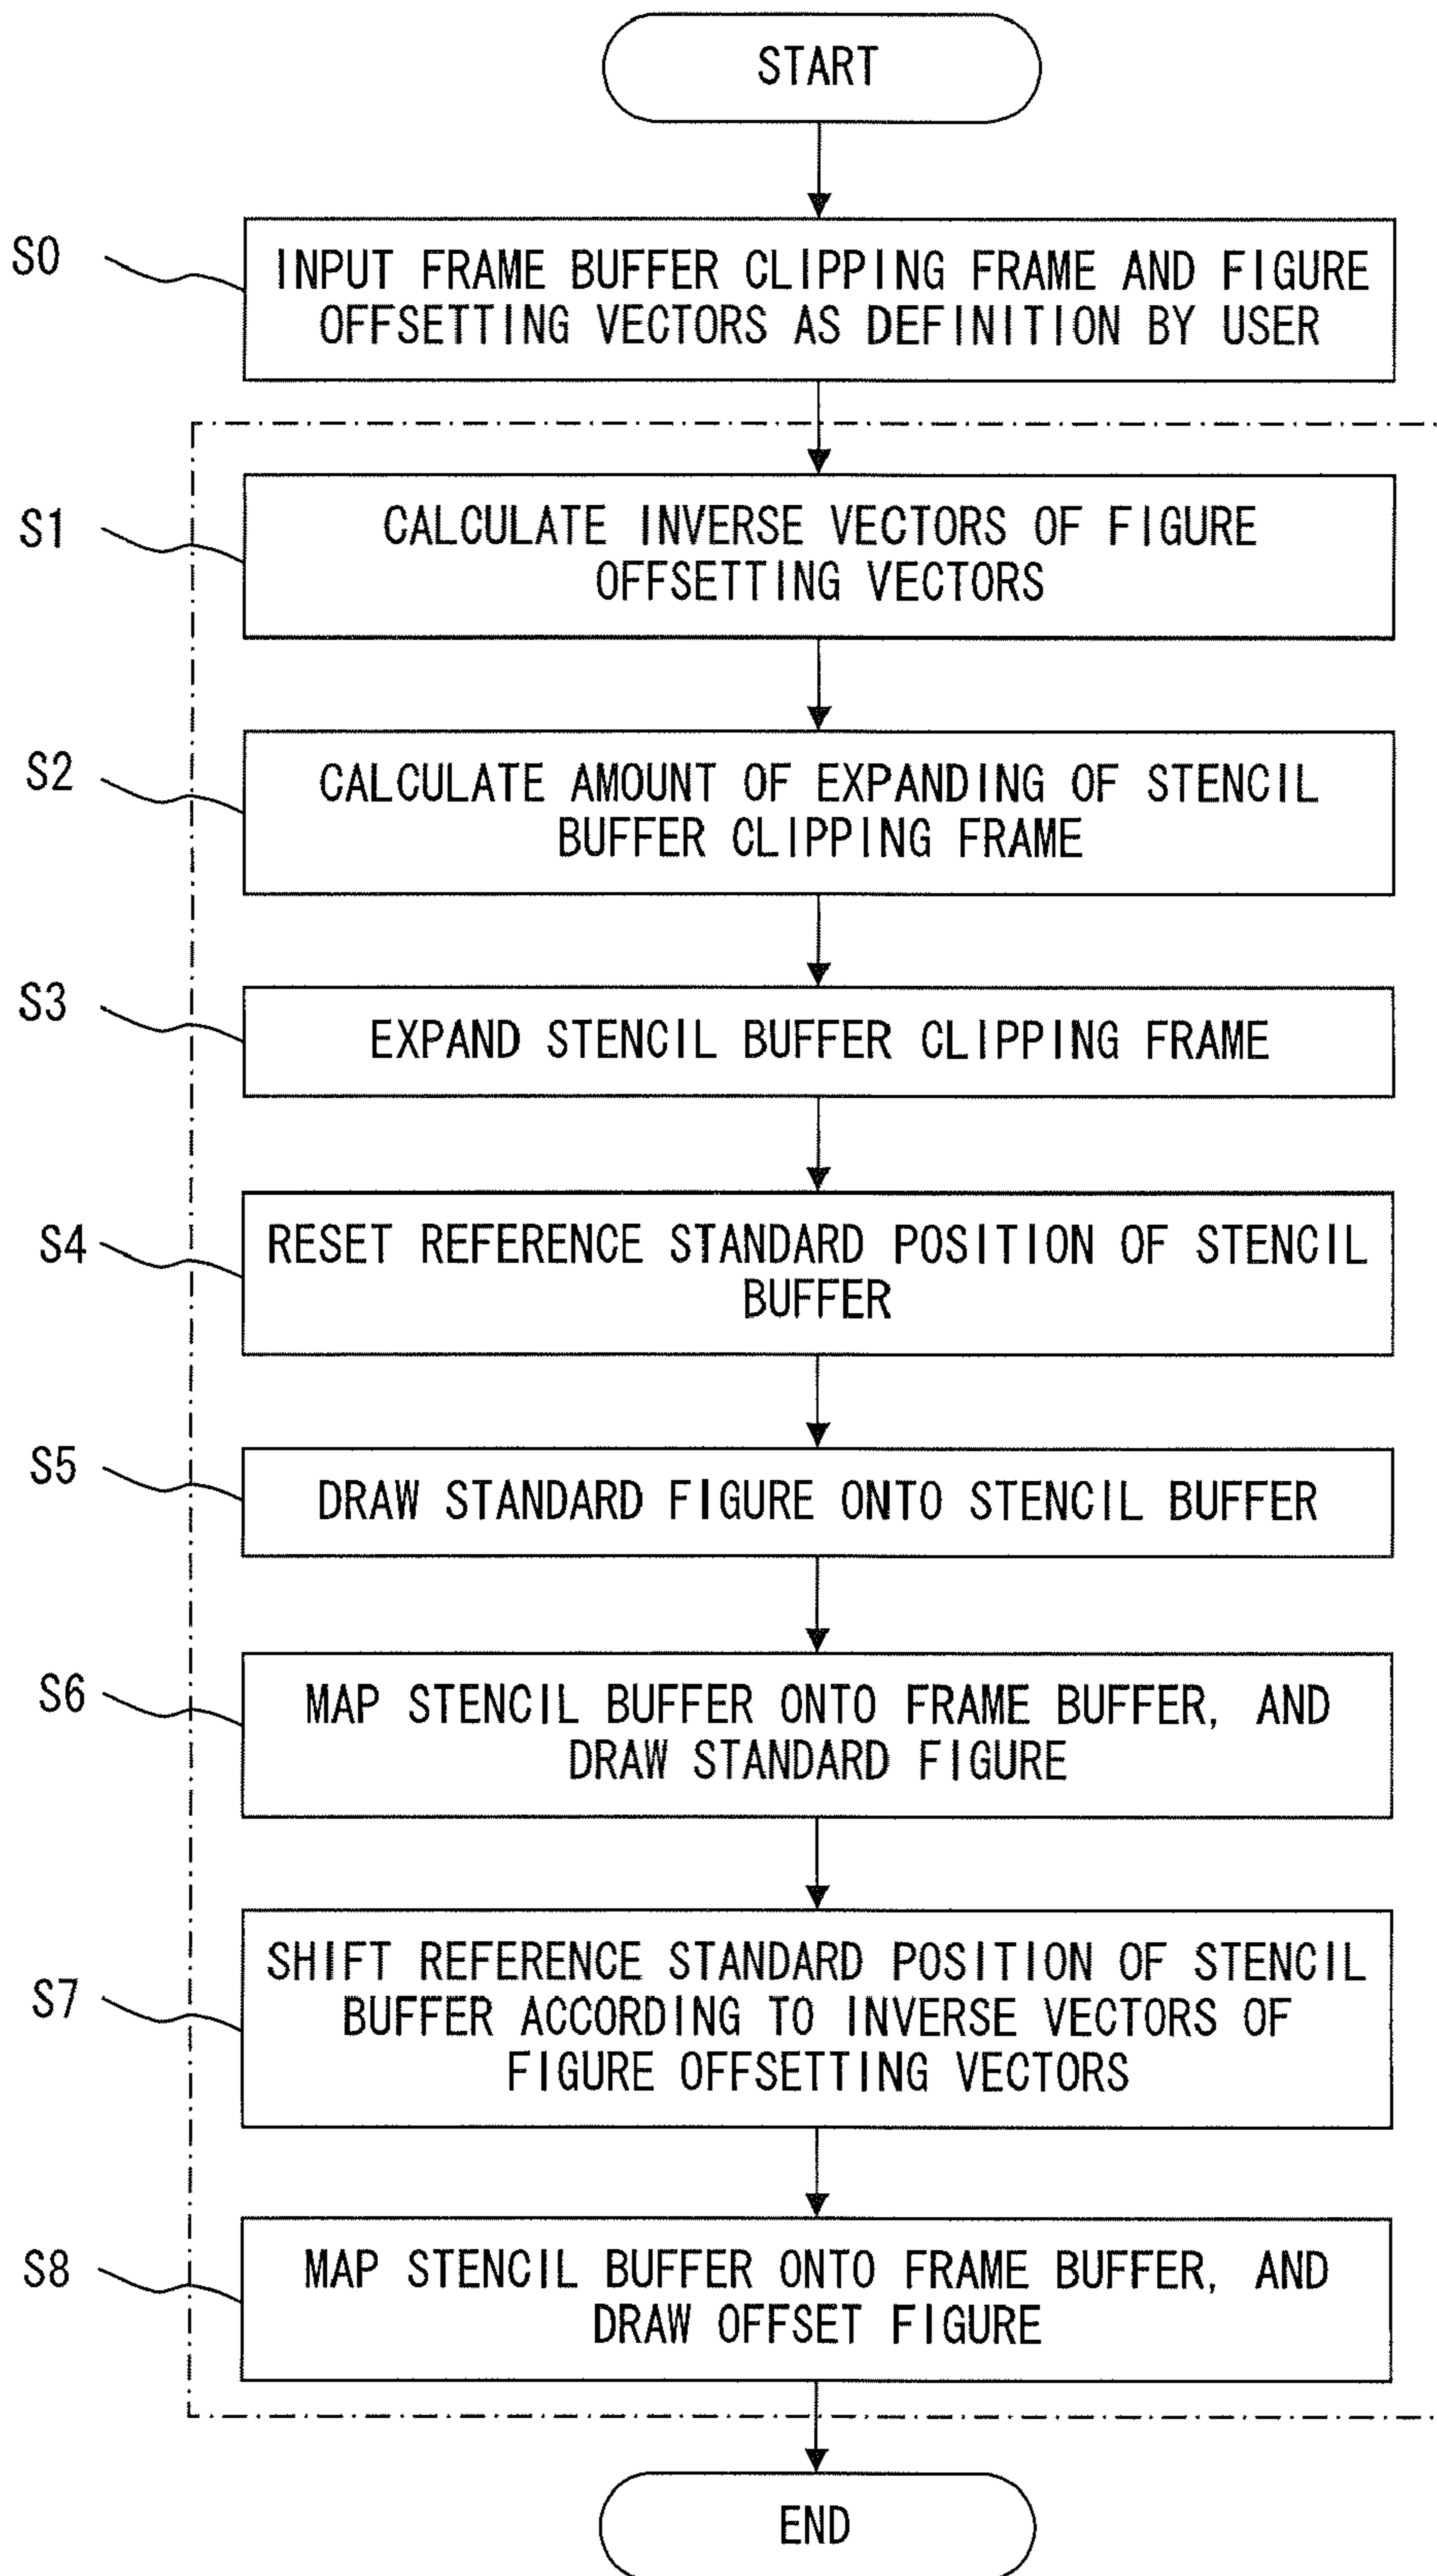 START
S0
INPUT FRAME BUFFER CLIPPING FRAME AND FIGURE
OFFSETTING VECTORS AS DEFINITION BY USER
S1
CALCULATE INVERSE VECTORS OF FIGURE
OFFSETTING VECTORS
S2
CALCULATE AMOUNT OF EXPANDING OF STENCIL
BUFFER CLIPPING FRAME
S3
EXPAND STENCIL BUFFER CLIPPING FRAME
S4
RESET REFERENCE STANDARD POSITION OF STENCIL
BUFFER
S5
DRAW STANDARD FIGURE ONTO STENCIL BUFFER
S6
MAP STENCIL BUFFER ONTO FRAME BUFFER, AND
DRAW STANDARD FIGURE
S7
SHIFT REFERENCE STANDARD POSITION OF STENCIL
BUFFER ACCORDING TO INVERSE VECTORS OF
FIGURE OFFSETTING VECTORS
S8
MAP STENCIL BUFFER ONTO FRAME BUFFER, AND
DRAW OFFSET FIGURE
END